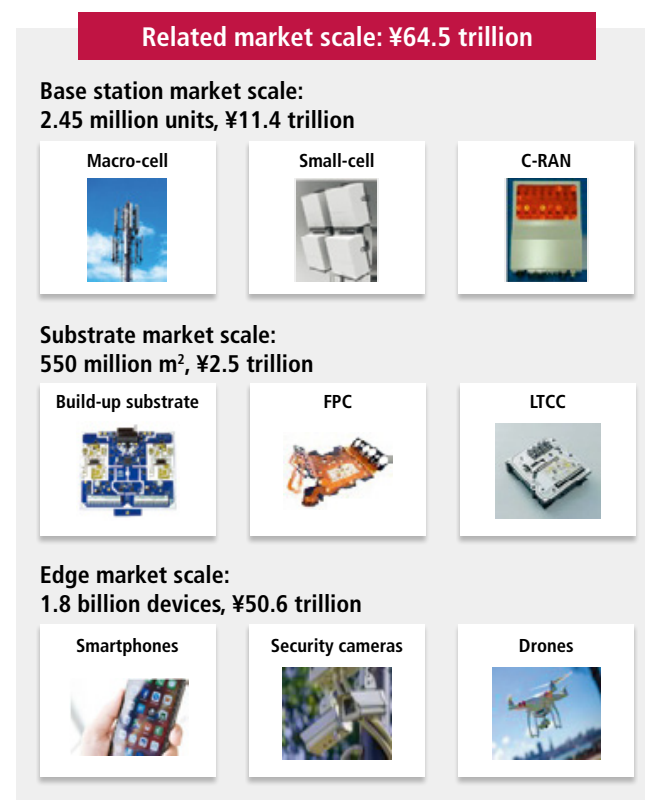 Related market scale: ¥64.5 trillion
Base station market scale:
2.45 million units, ¥11.4 trillion
Macro-cell
Small-cell
C-RAN
Substrate market scale:
550 million m², ¥2.5 trillion
Build-up substrate
FPC
LTCC
Edge market scale:
1.8 billion devices, ¥50.6 trillion
Smartphones
Security cameras
Drones